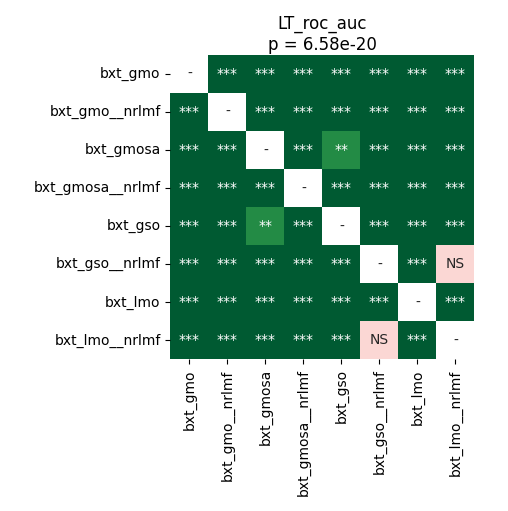 LT_roc_auc
p = 6.58e-20
bxt_gmo - *** *** *** *** *** *** ***
bxt_gmo__nrlmf *** - *** *** *** *** *** ***
bxt_gmosa *** *** - *** ** *** *** ***
bxt_gmosa__nrlmf *** *** *** - *** *** *** ***
bxt_gso *** *** ** *** - *** *** ***
bxt_gso__nrlmf *** *** *** *** *** - *** NS
bxt_lmo *** *** *** *** *** *** - ***
bxt_lmo__nrlmf *** *** *** *** *** NS *** -
bxt_gmo
bxt_gmo__nrlmf
bxt_gmosa
bxt_gmosa__nrlmf
bxt_gso
bxt_gso__nrlmf
bxt_lmo
bxt_lmo__nrlmf